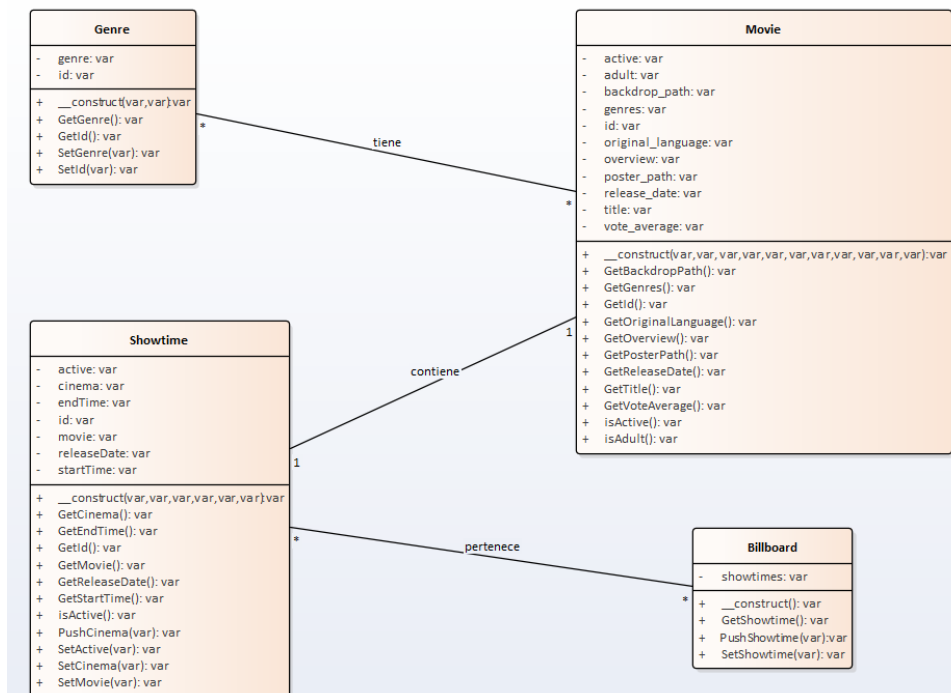 Genre
- genre: var
- id: var
+ __construct(var,var):var
+ GetGenre(): var
+ GetId(): var
+ SetGenre(var): var
+ SetId(var): var
*
tiene
*
Movie
- active: var
- adult: var
- backdrop_path: var
- genres: var
- id: var
- original_language: var
- overview: var
- poster_path: var
- release_date: var
- title: var
- vote_average: var
+ __construct(var,var,var,var,var,var,var,var,var,var,var):var
+ GetBackdropPath(): var
+ GetGenres(): var
+ GetId(): var
+ GetOriginalLanguage(): var
+ GetOverview(): var
+ GetPosterPath(): var
+ GetReleaseDate(): var
+ GetTitle(): var
+ GetVoteAverage(): var
+ isActive(): var
+ isAdult(): var
1
contiene
1
Showtime
- active: var
- cinema: var
- endTime: var
- id: var
- movie: var
- releaseDate: var
- startTime: var
+ __construct(var,var,var,var,var,var):var
+ GetCinema(): var
+ GetEndTime(): var
+ GetId(): var
+ GetMovie(): var
+ GetReleaseDate(): var
+ GetStartTime(): var
+ isActive(): var
+ PushCinema(var): var
+ SetActive(var): var
+ SetCinema(var): var
+ SetMovie(var): var
*
pertenece
*
Billboard
- showtimes: var
+ __construct(): var
+ GetShowtime(): var
+ PushShowtime(var):var
+ SetShowtime(var): var